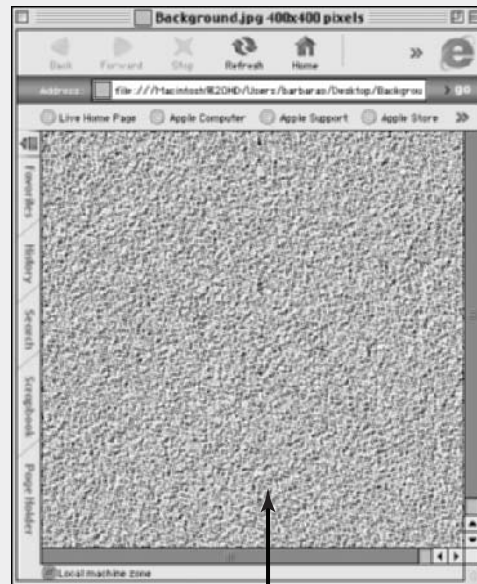 Background.jpg 400x400 pixels
Back Forward Stop Refresh Home »
Address: file:///Macintosh%20HD/Users/barbaras/Desktop/Backgrou go
Live Home Page Apple Computer Apple Support Apple Store »
Favorites
History
Search
Scrapbook
Page Holder
Local machine zone